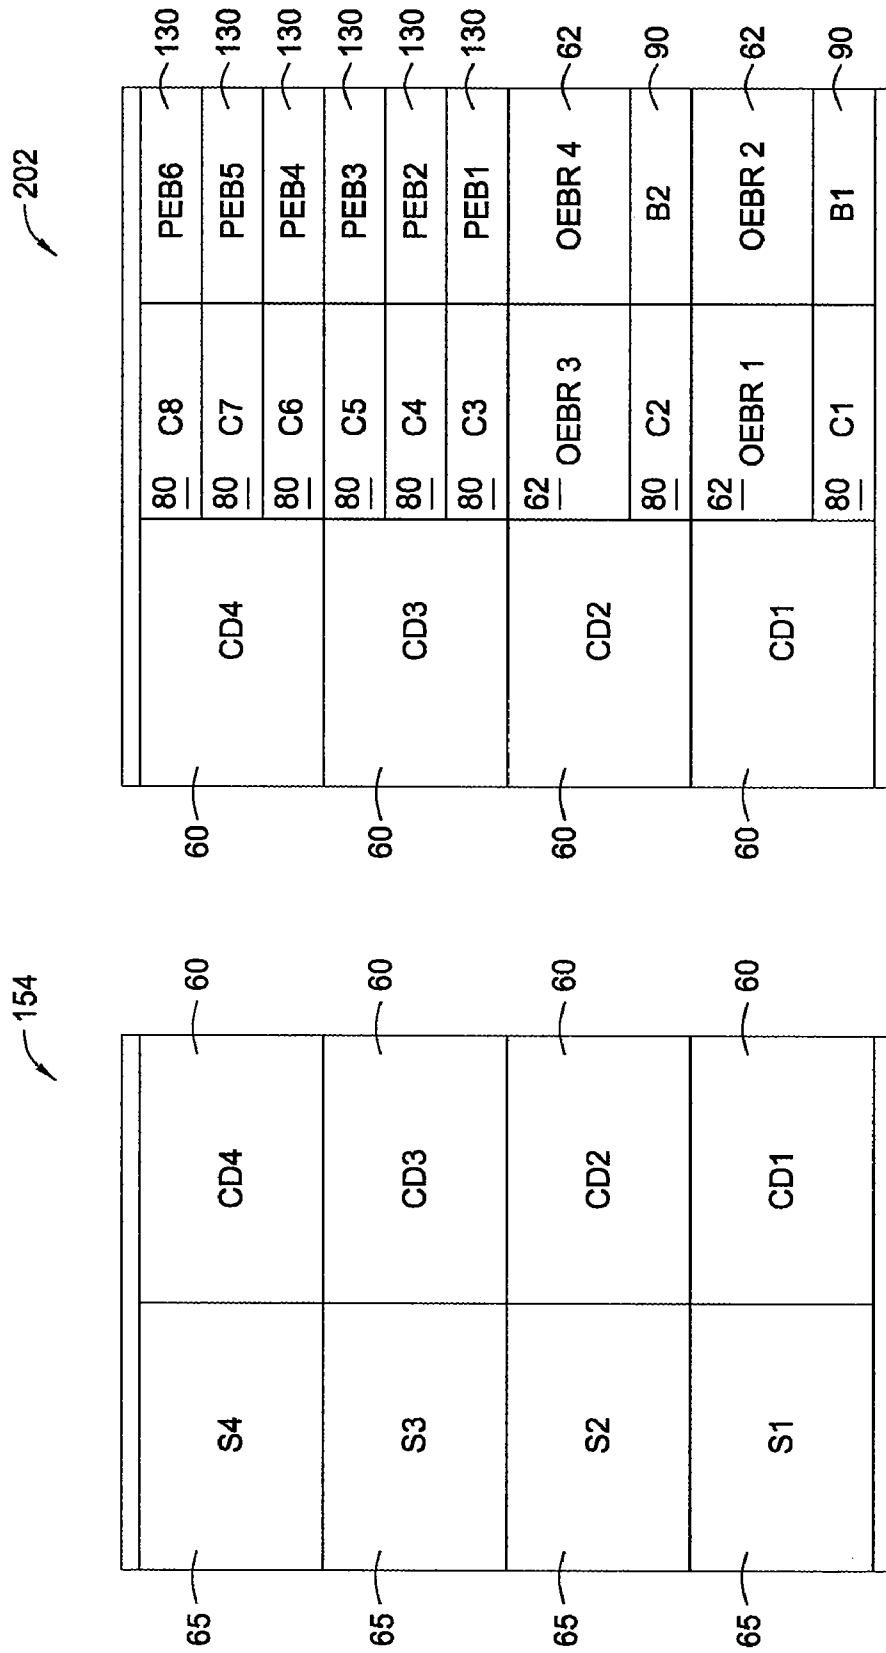 154
65 S4 CD4 60
65 S3 CD3 60
65 S2 CD2 60
65 S1 CD1 60
202
80 C8 PEB6 130
60 CD4 80 C7 PEB5 130
80 C6 PEB4 130
80 C5 PEB3 130
60 CD3 80 C4 PEB2 130
80 C3 PEB1 130
62 OEBR 3 OEBR 4 62
60 CD2
80 C2 B2 90
62 OEBR 1 OEBR 2 62
60 CD1
80 C1 B1 90